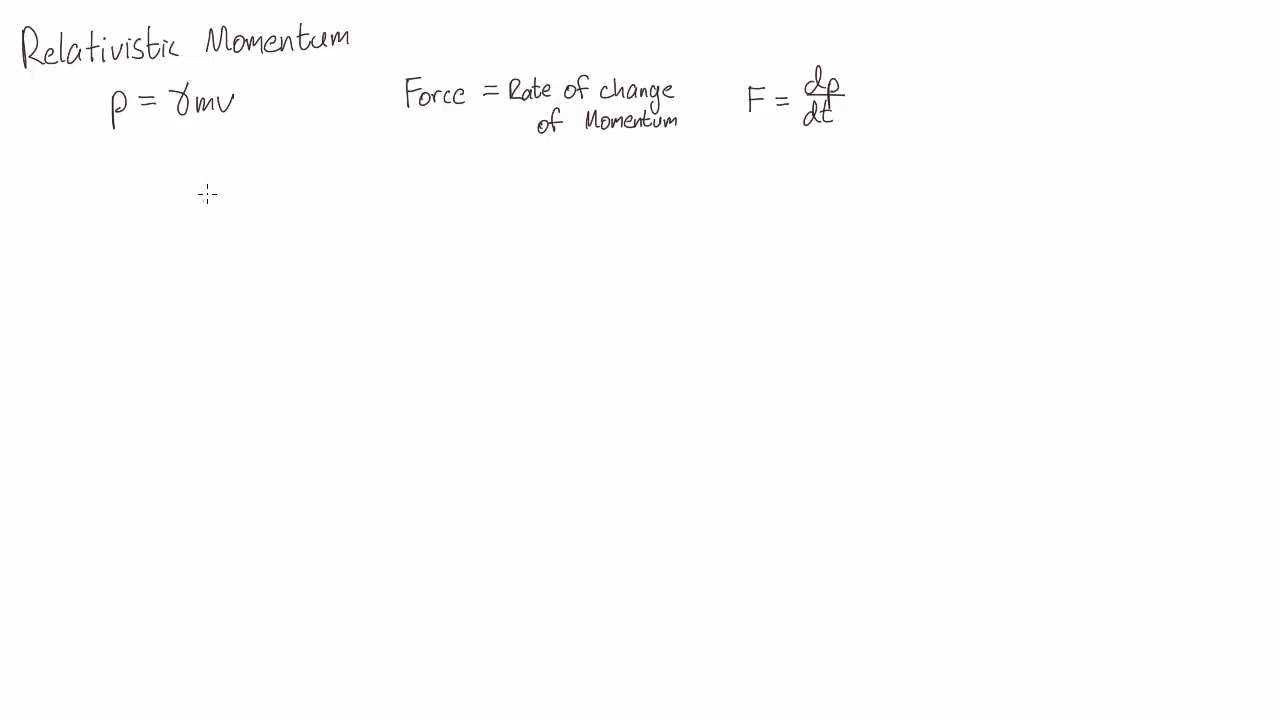 Relativistic Momentum
p = γmv
Force = Rate of change
of Momentum
F = dp/dt